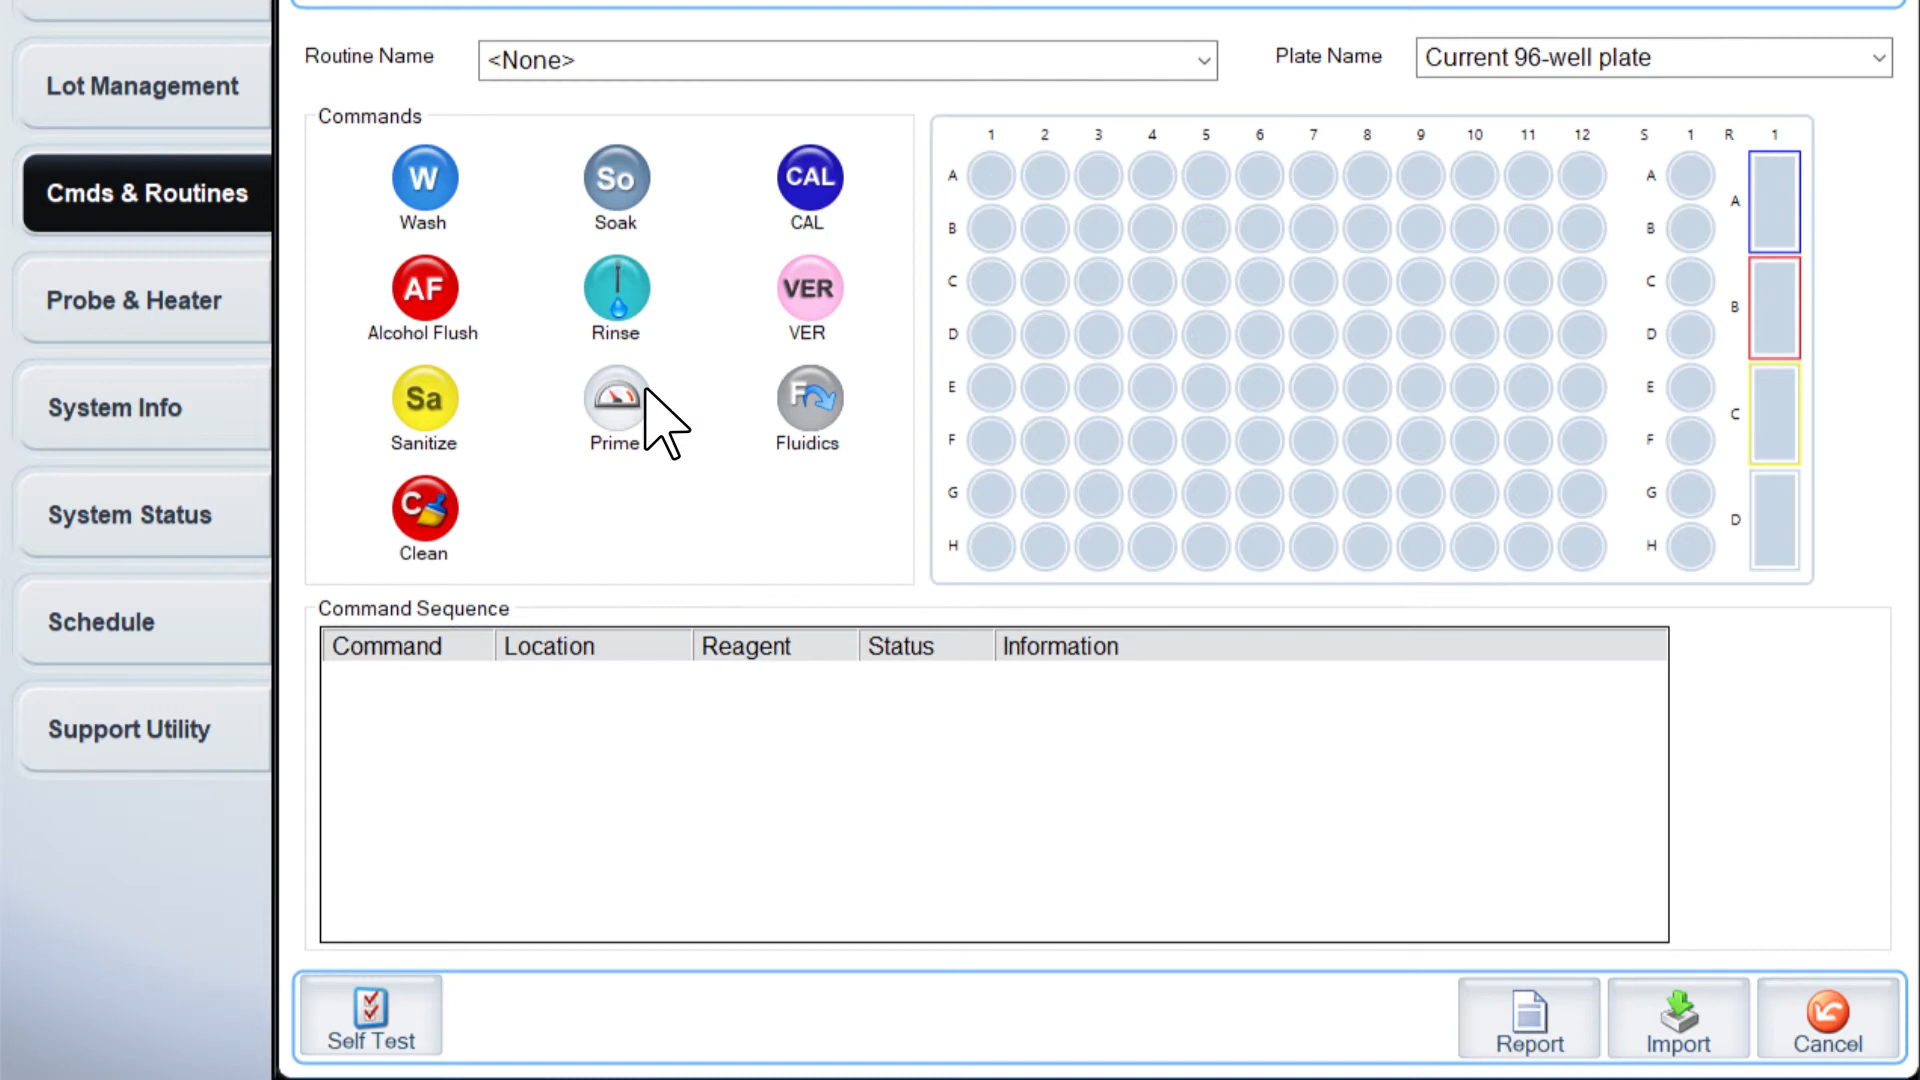 Lot Management
Cmds & Routines
Probe & Heater
System Info
System Status
Schedule
Support Utility
Routine Name <None> Plate Name Current 96-well plate
Commands
W So CAL
Wash Soak CAL
AF VER
Alcohol Flush Rinse VER
Sa F
Sanitize Prime Fluidics
C
Clean
1 2 3 4 5 6 7 8 9 10 11 12 S 1 R 1
A A A
B B
C C B
D D
E E C
F F
G G D
H H
Command Sequence
Command Location Reagent Status Information
Self Test Report Import Cancel